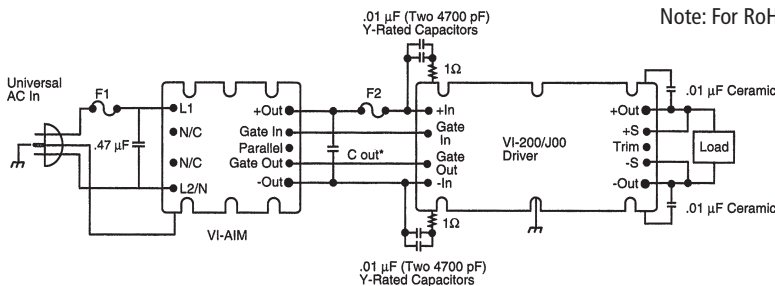 .01 µF (Two 4700 pF)
Y-Rated Capacitors
Note: For RoH
1Ω
Universal
AC In
F1
.47 µF
L1
N/C
N/C
L2/N
+Out
Gate In
Parallel
Gate Out
-Out
VI-AIM
F2
C out*
+In
Gate
In
Gate
Out
-In
VI-200/J00
Driver
+Out
+S
Trim
-S
-Out
.01 µF Ceramic
Load
.01 µF Ceramic
1Ω
.01 µF (Two 4700 pF)
Y-Rated Capacitors